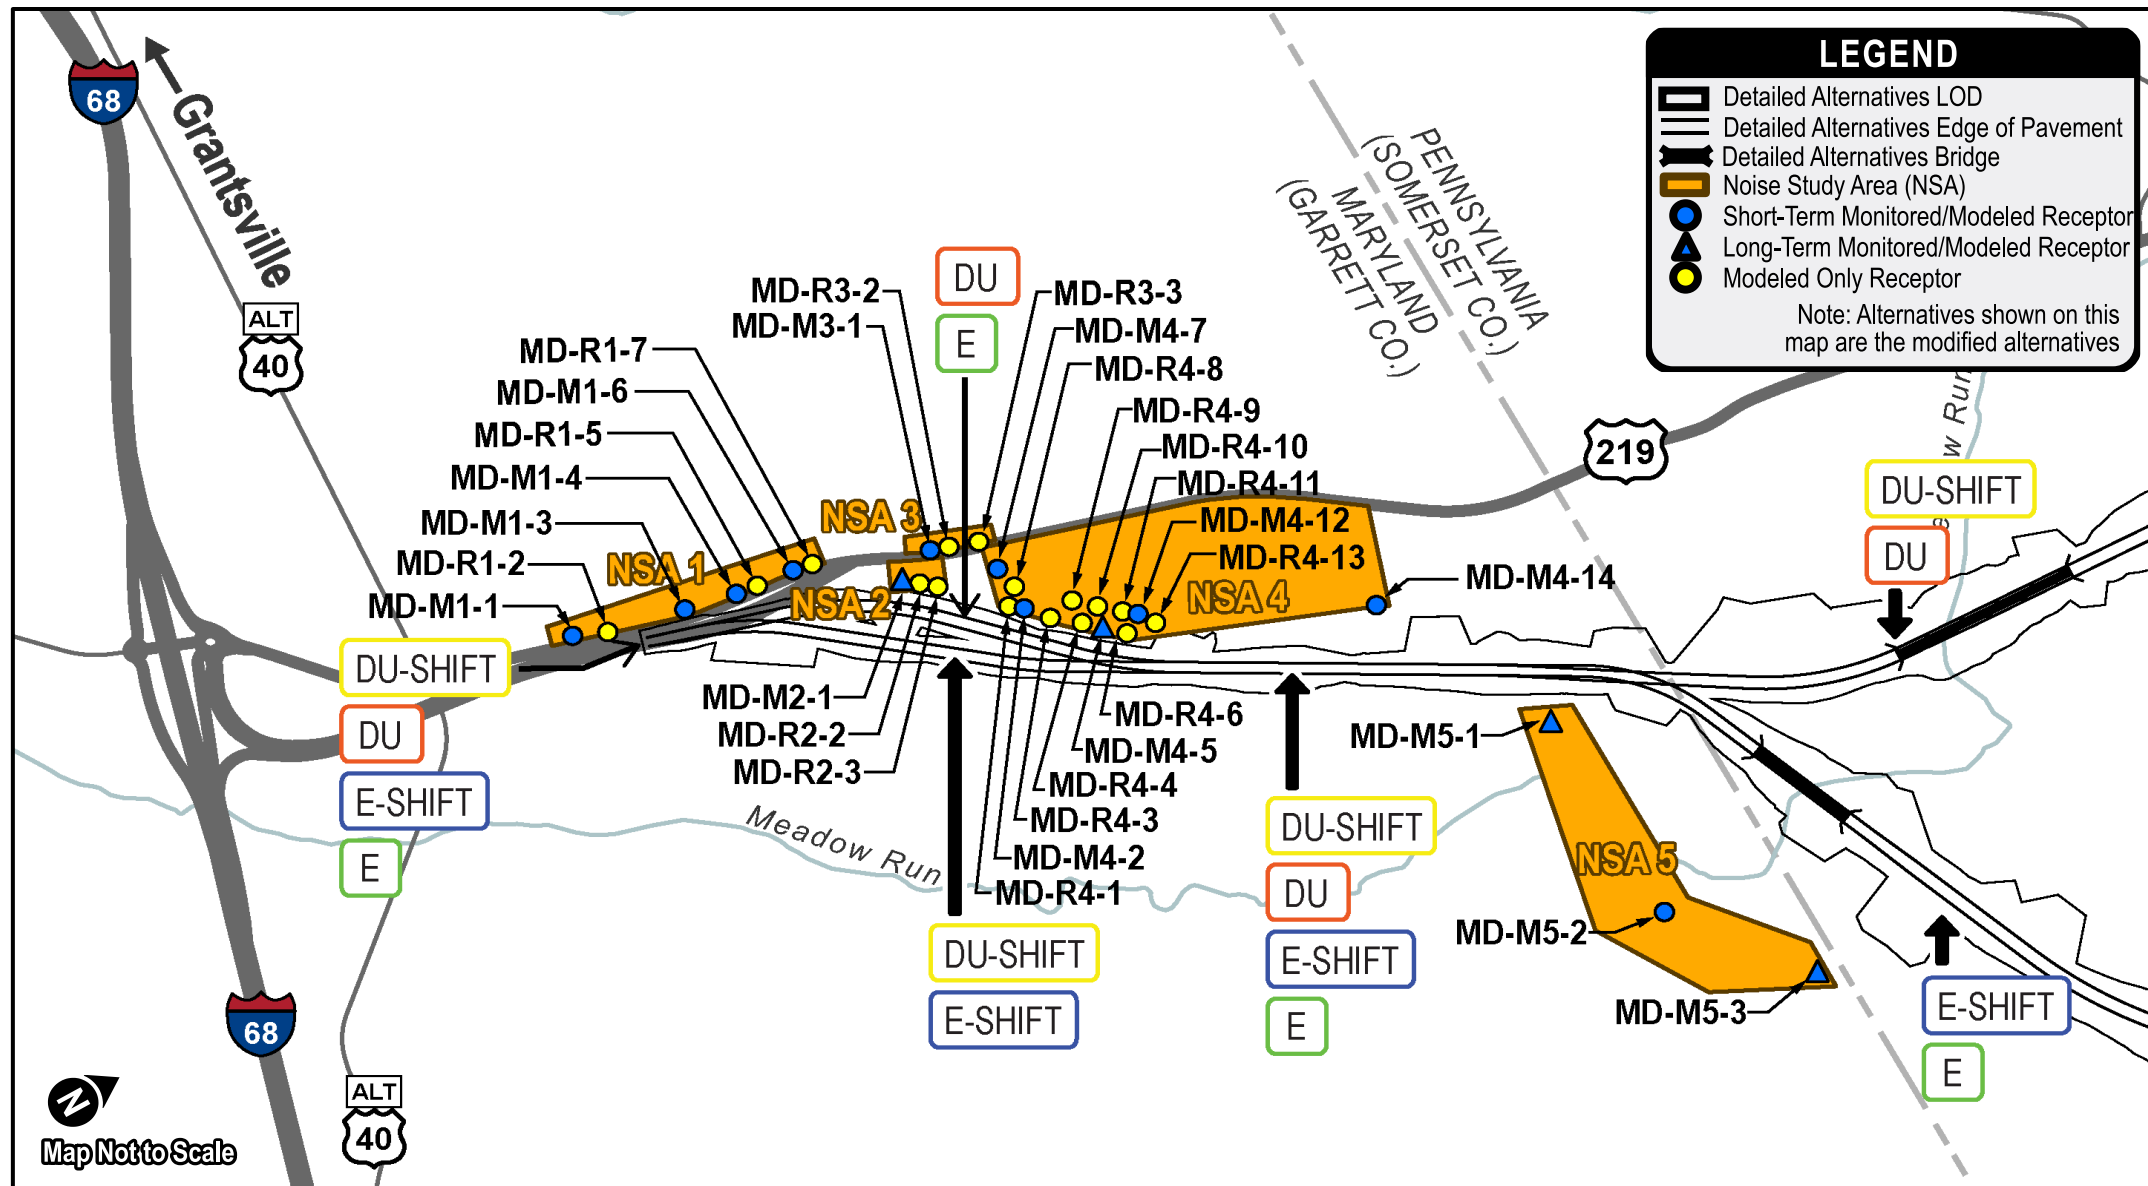 LEGEND
Detailed Alternatives LOD
Detailed Alternatives Edge of Pavement
Detailed Alternatives Bridge
Noise Study Area (NSA)
Short-Term Monitored/Modeled Receptor
Long-Term Monitored/Modeled Receptor
Modeled Only Receptor
Note: Alternatives shown on this
map are the modified alternatives
68
Grantsville
ALT
40
PENNSYLVANIA
(SOMERSET CO.)
MARYLAND
(GARRETT CO.)
DU
E
MD-R3-2
MD-M3-1
MD-R3-3
MD-M4-7
MD-R4-8
MD-R4-9
MD-R4-10
MD-R4-11
MD-M4-12
MD-R4-13
MD-M4-14
MD-R1-7
MD-M1-6
MD-R1-5
MD-M1-4
MD-M1-3
MD-R1-2
MD-M1-1
NSA 1
NSA 2
NSA 3
NSA 4
219
w Run
DU-SHIFT
DU
DU-SHIFT
DU
E-SHIFT
E
MD-M2-1
MD-R2-2
MD-R2-3
MD-R4-6
MD-M4-5
MD-R4-4
MD-R4-3
MD-M4-2
MD-R4-1
Meadow Run
DU-SHIFT
E-SHIFT
DU-SHIFT
DU
E-SHIFT
E
MD-M5-1
NSA 5
MD-M5-2
MD-M5-3
E-SHIFT
E
68
ALT
40
N
Map Not to Scale